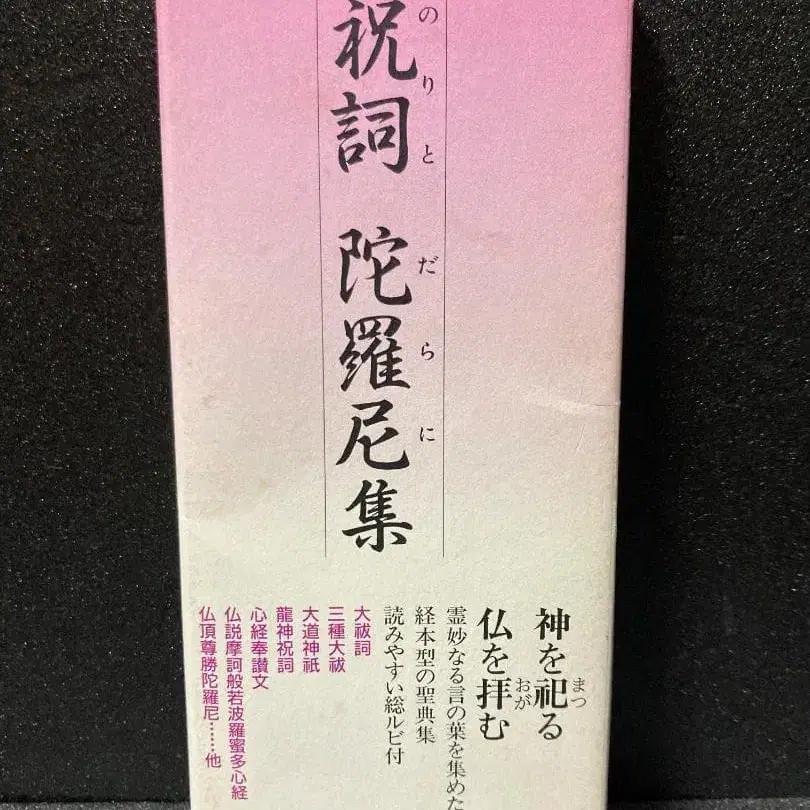 祝詞 陀羅尼集
のりと だらに
神を祀る
まつ
仏を拝む
おが
霊妙なる言の葉を集めた
経本型の聖典集
読みやすい総ルビ付
大祓詞
三種大祓
大道神祇
龍神祝詞
心経奉讃文
仏説摩訶般若波羅蜜多心経
仏頂尊勝陀羅尼……他